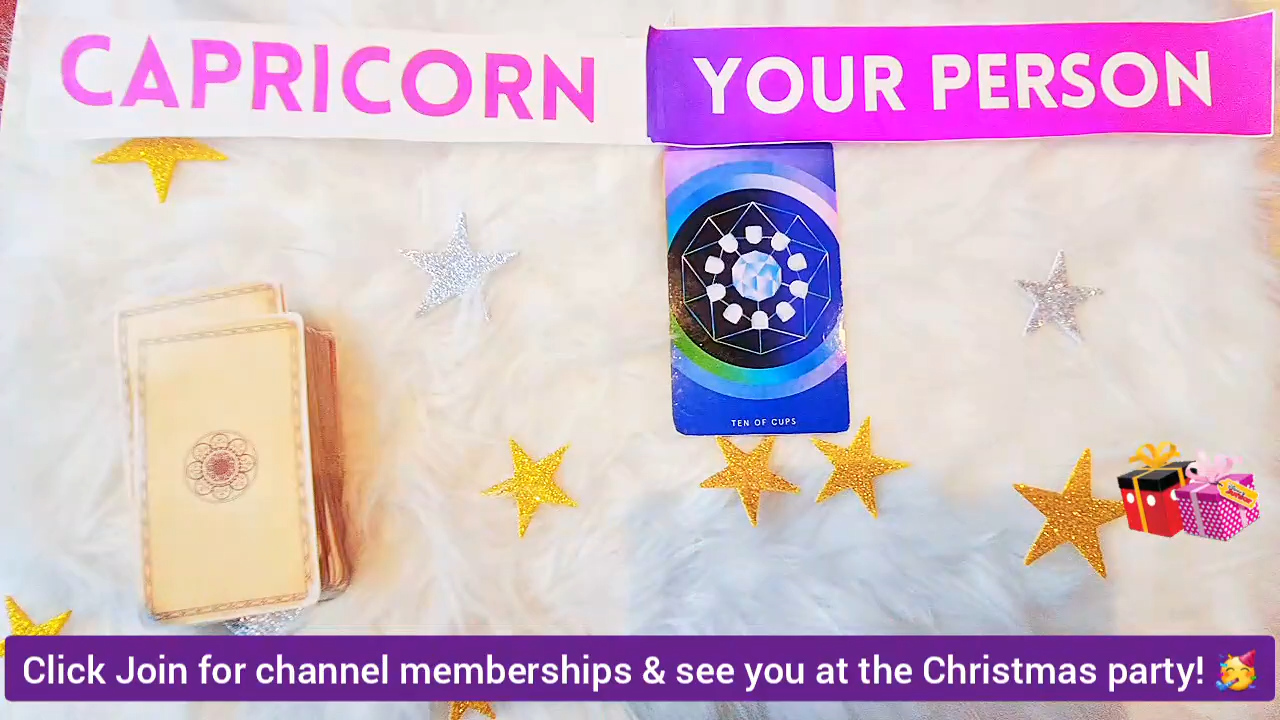 CAPRICORN
YOUR PERSON
TEN OF CUPS
Click Join for channel memberships & see you at the Christmas party! 🥳